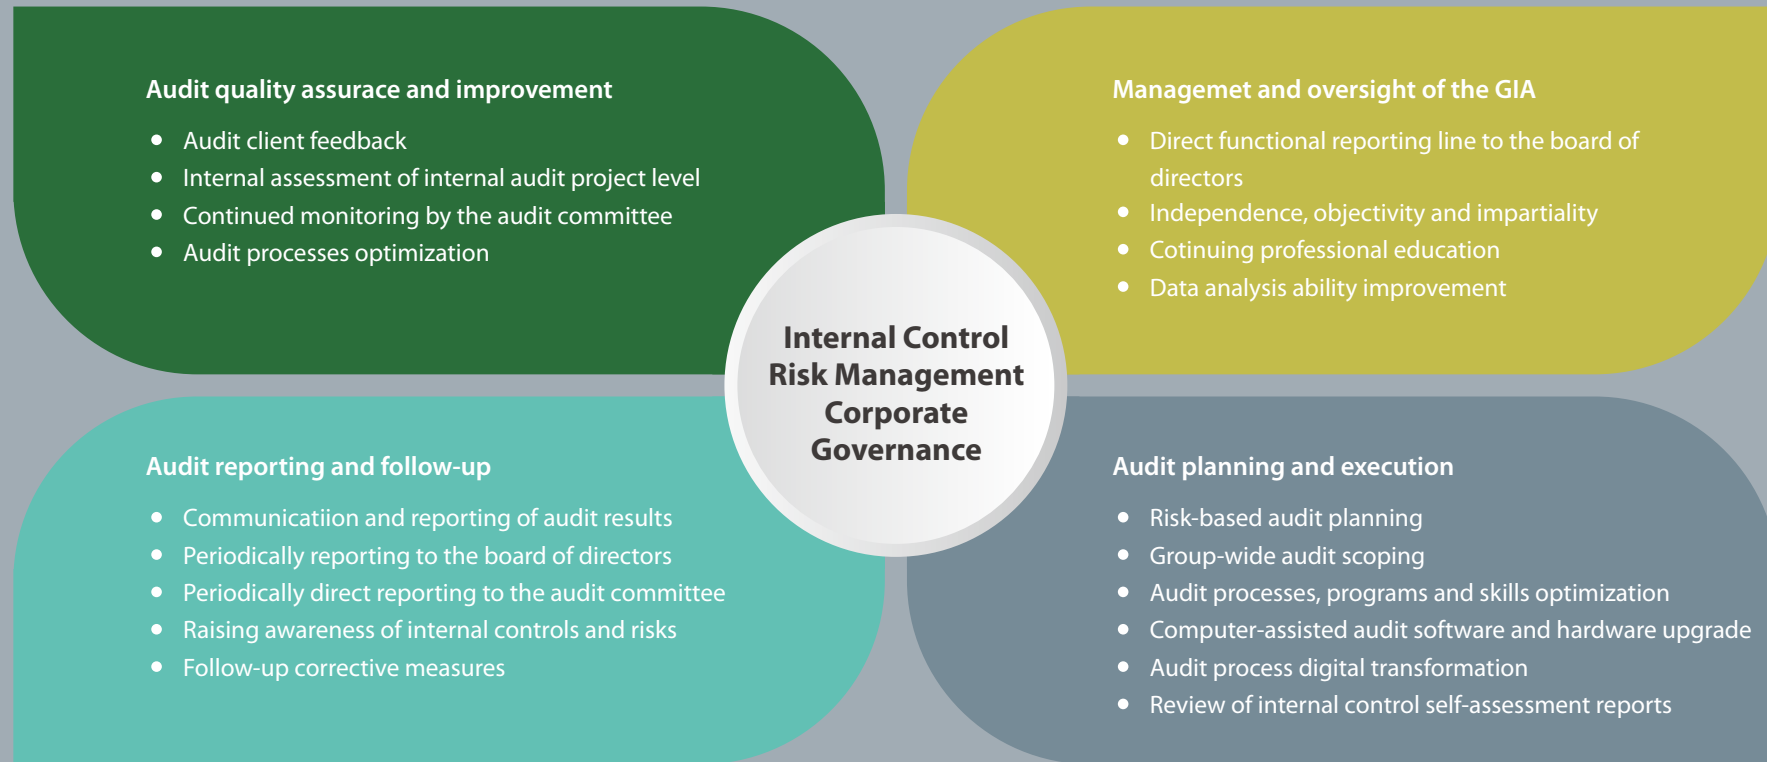 Audit quality assurace and improvement
Audit client feedback
Internal assessment of internal audit project level
Continued monitoring by the audit committee
Audit processes optimization
Managemet and oversight of the GIA
Direct functional reporting line to the board of
directors
Independence, objectivity and impartiality
Cotinuing professional education
Data analysis ability improvement
Internal Control
Risk Management
Corporate
Governance
Audit reporting and follow-up
Communicatiion and reporting of audit results
Periodically reporting to the board of directors
Periodically direct reporting to the audit committee
Raising awareness of internal controls and risks
Follow-up corrective measures
Audit planning and execution
Risk-based audit planning
Group-wide audit scoping
Audit processes, programs and skills optimization
Computer-assisted audit software and hardware upgrade
Audit process digital transformation
Review of internal control self-assessment reports